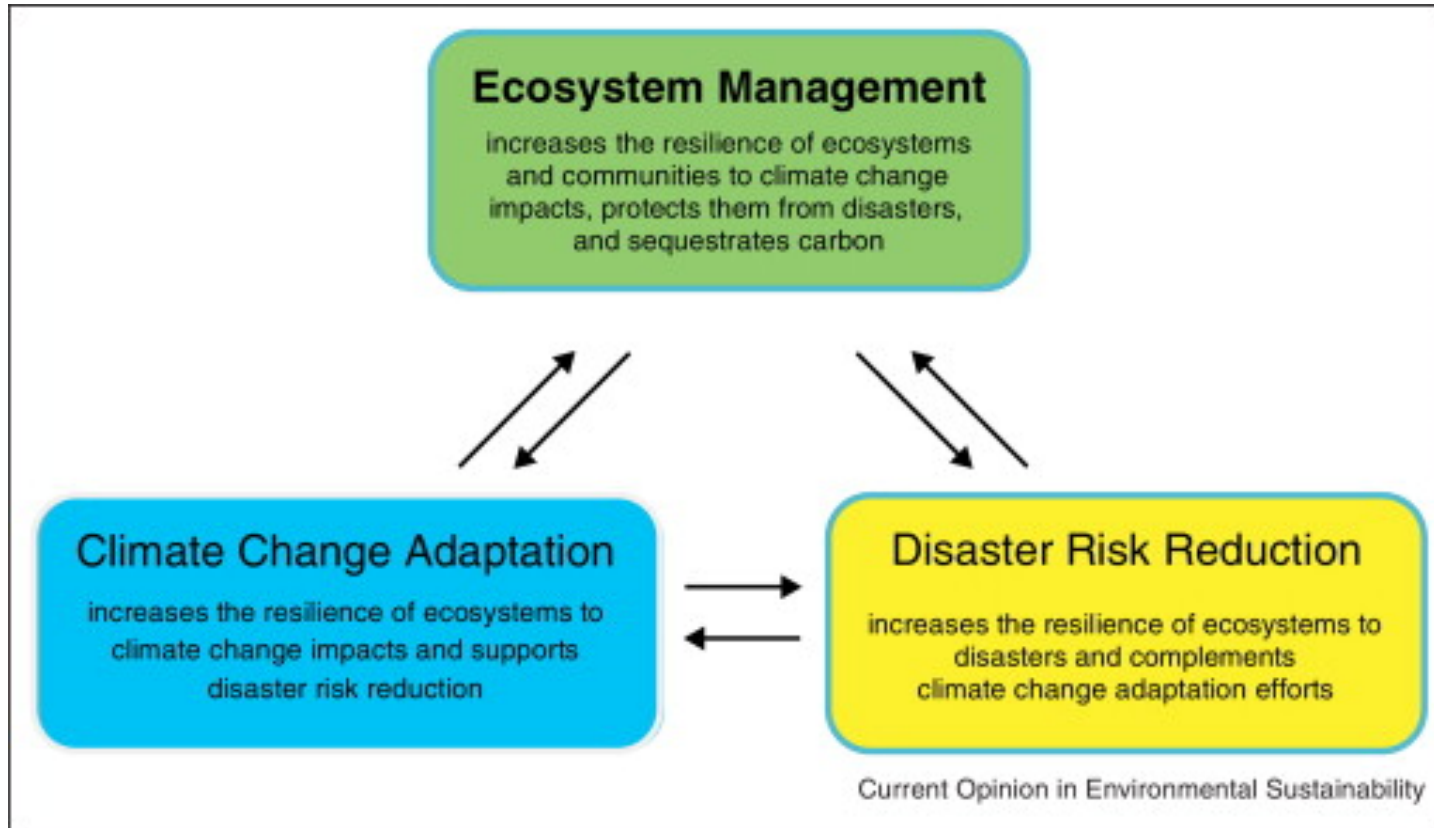 Ecosystem Management
increases the resilience of ecosystems
and communities to climate change
impacts, protects them from disasters,
and sequestrates carbon
Climate Change Adaptation
increases the resilience of ecosystems to
climate change impacts and supports
disaster risk reduction
Disaster Risk Reduction
increases the resilience of ecosystems to
disasters and complements
climate change adaptation efforts
Current Opinion in Environmental Sustainability